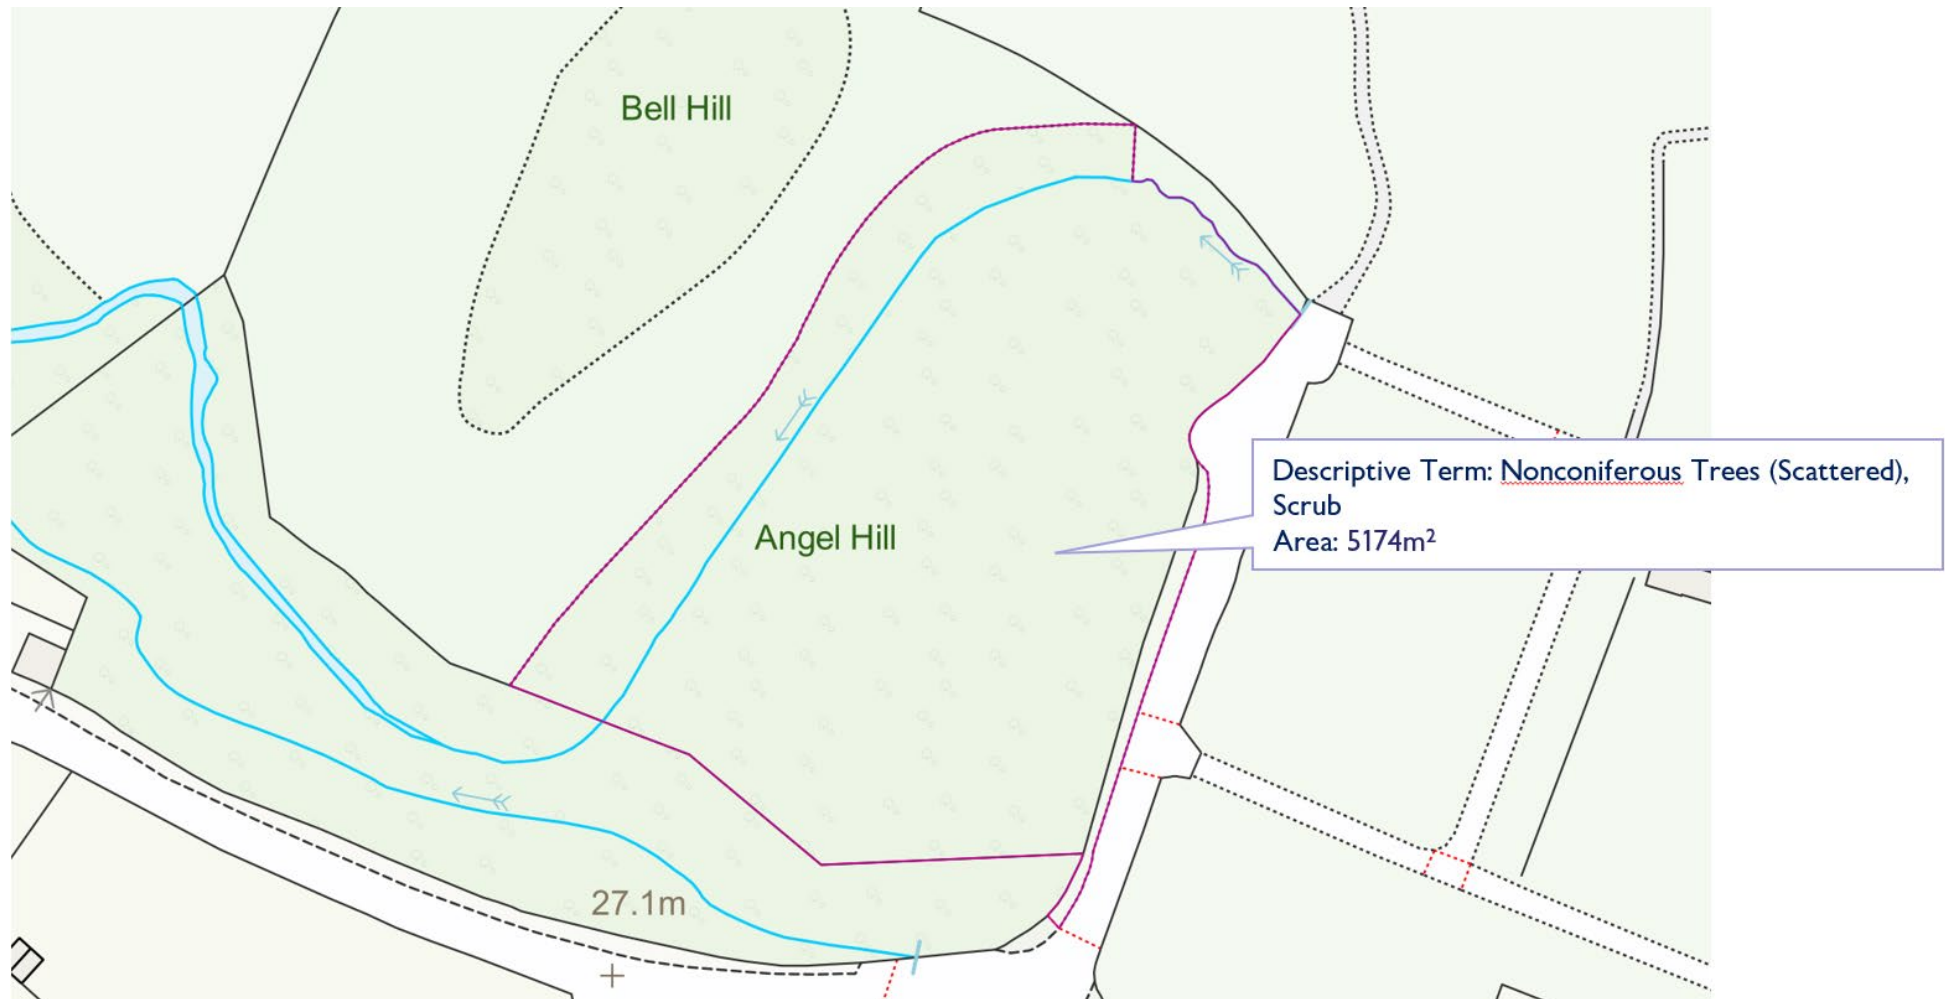 Bell Hill
Descriptive Term: Nonconiferous Trees (Scattered),
Scrub
Area: 5174m²
Angel Hill
27.1m